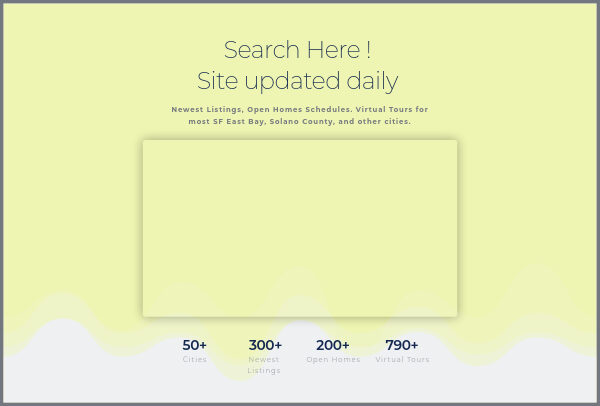 Search Here !
Site updated daily
Newest Listings, Open Homes Schedules. Virtual Tours for
most SF East Bay, Solano County, and other cities.
50+ 300+ 200+ 790+
Cities Newest Open Homes Virtual Tours
Listings